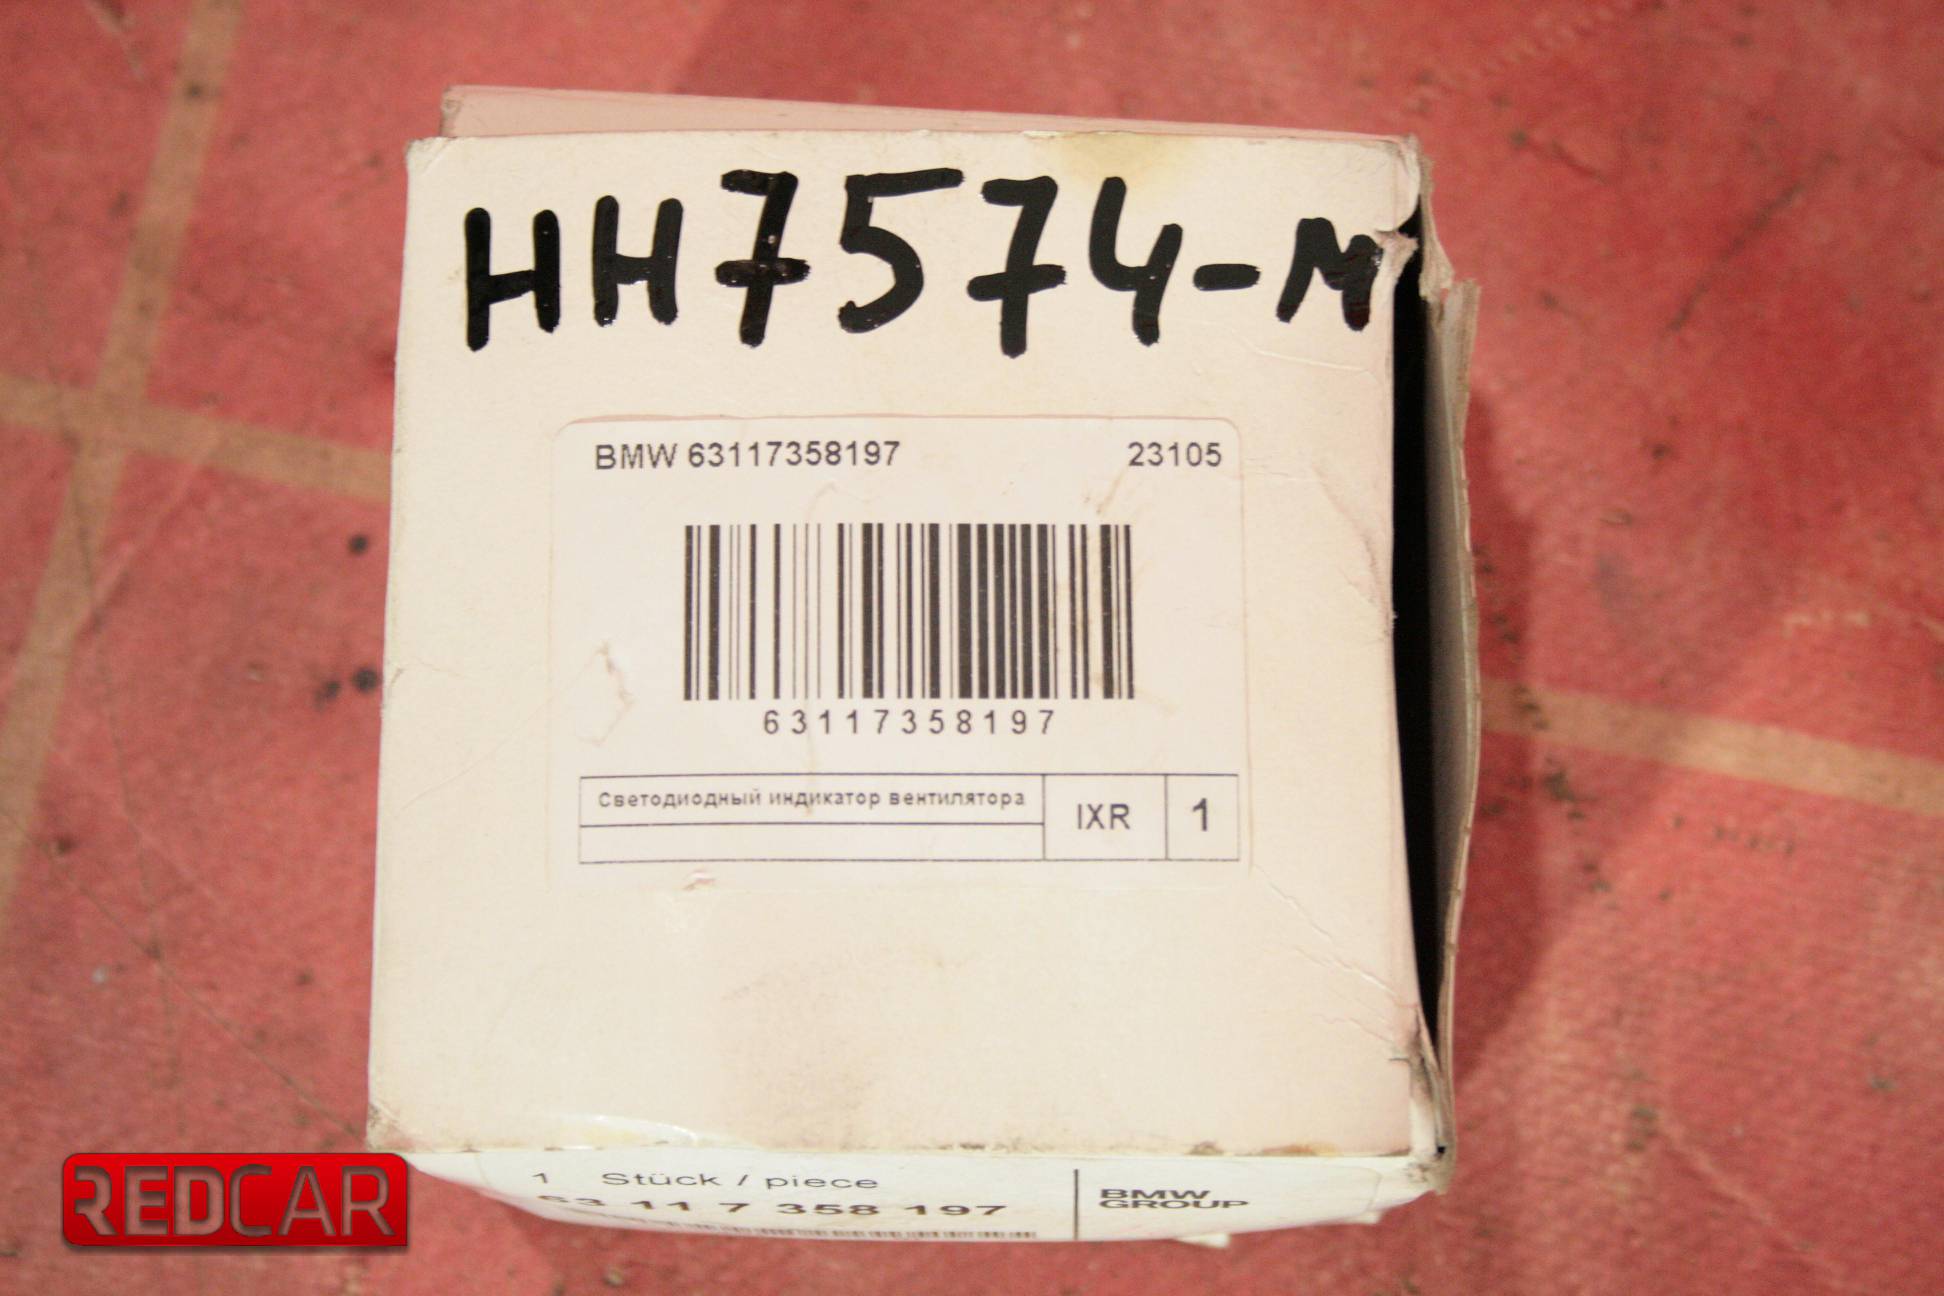 HH7574-M
BMW 63117358197 23105
63117358197
Светодиодный индикатор вентилятора IXR 1
1 Stück / piece
63 11 7 358 197
BMW
GROUP
REDCAR